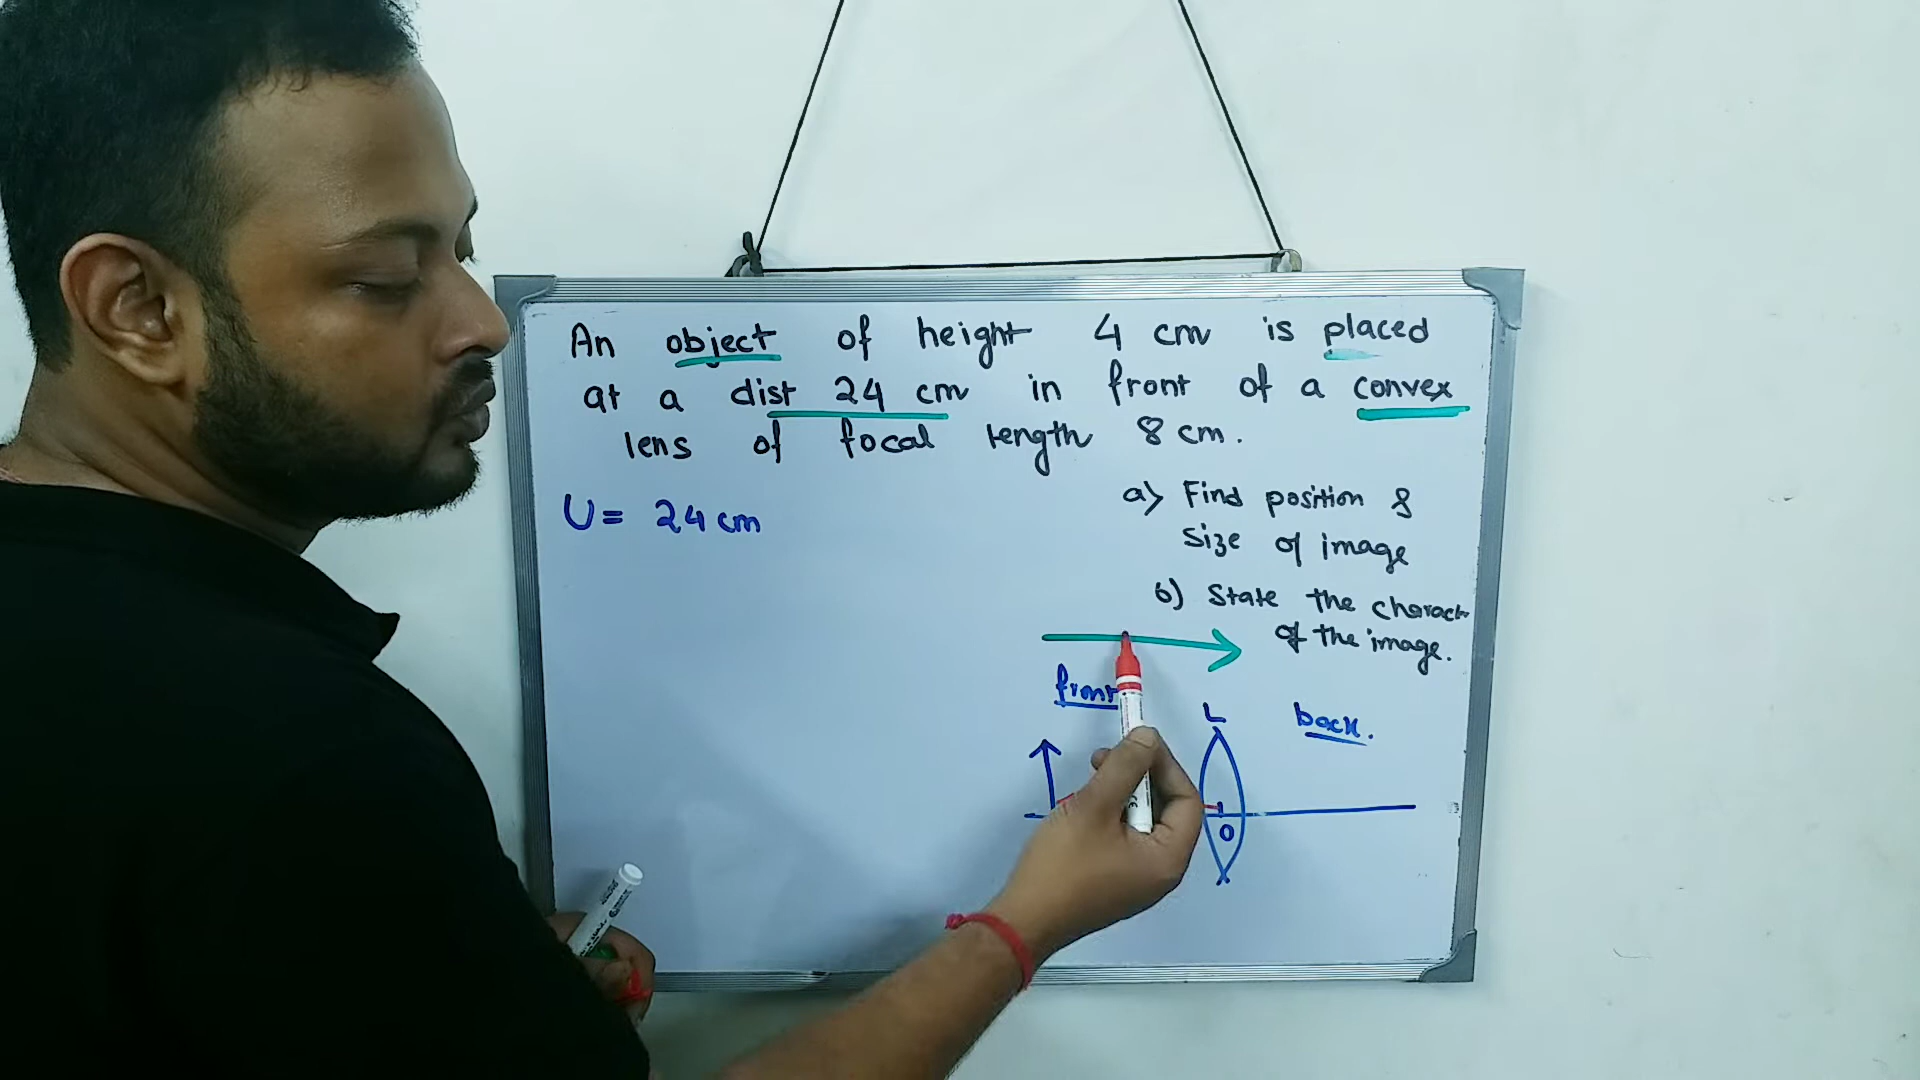 An object of height 4 cm is placed
at a dist 24 cm in front of a convex
lens of focal length 8 cm.
U = 24 cm
a) Find position &
size of image
b) State the charact
of the image.
front
L
back.
O